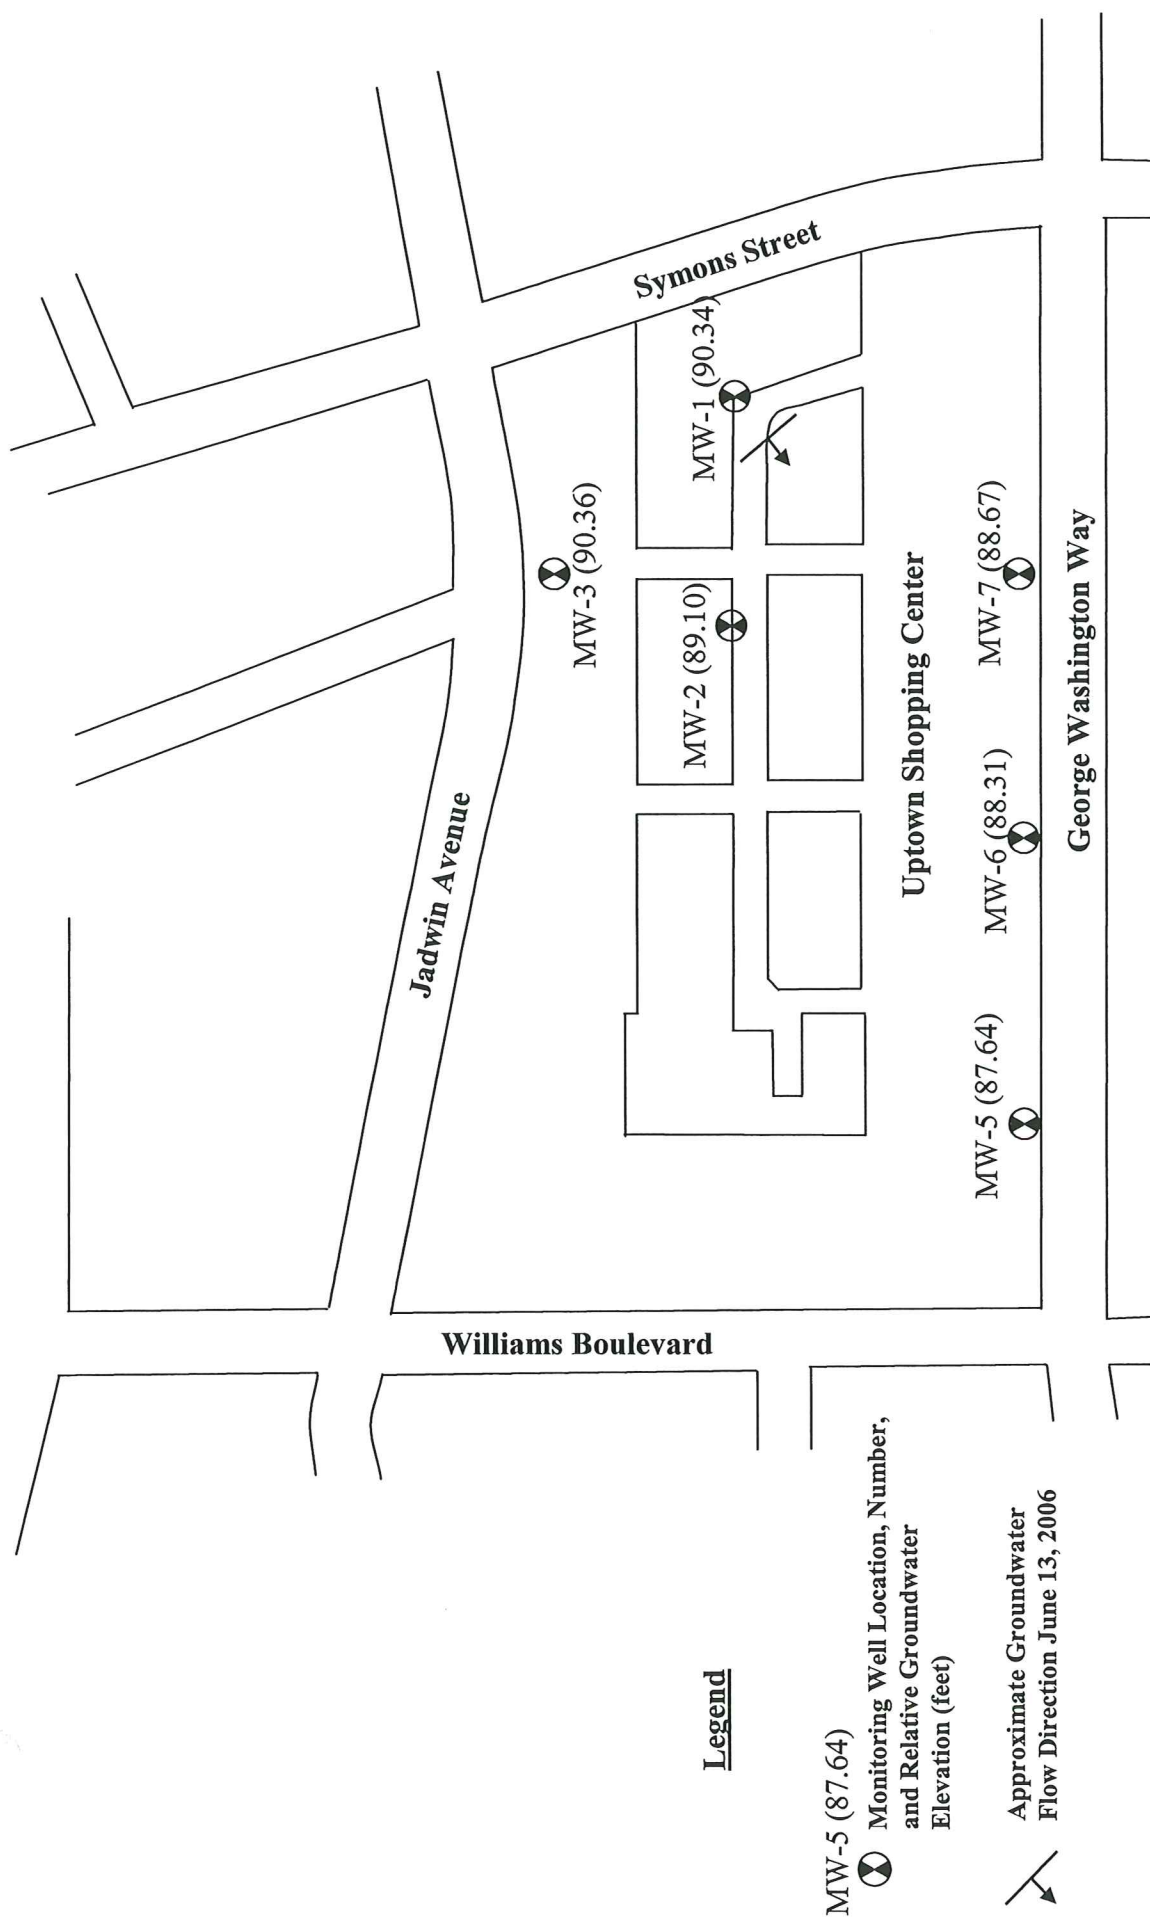 Symons Street
MW-1 (90.34)
MW-3 (90.36)
MW-2 (89.10)
MW-7 (88.67)
Jadwin Avenue
Uptown Shopping Center
George Washington Way
MW-6 (88.31)
MW-5 (87.64)
Williams Boulevard
Legend
MW-5 (87.64)
Monitoring Well Location, Number,
and Relative Groundwater
Elevation (feet)
Approximate Groundwater
Flow Direction June 13, 2006